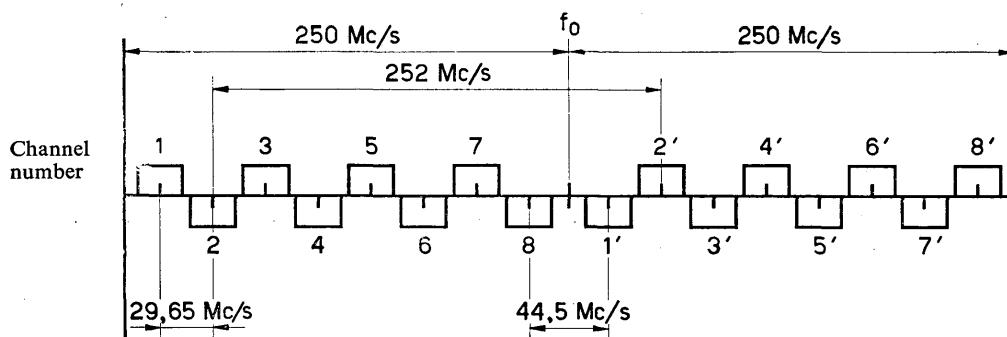 f0
250 Mc/s 250 Mc/s
252 Mc/s
Channel number
1 3 5 7 2′ 4′ 6′ 8′
2 4 6 8 1′ 3′ 5′ 7′
29,65 Mc/s 44,5 Mc/s